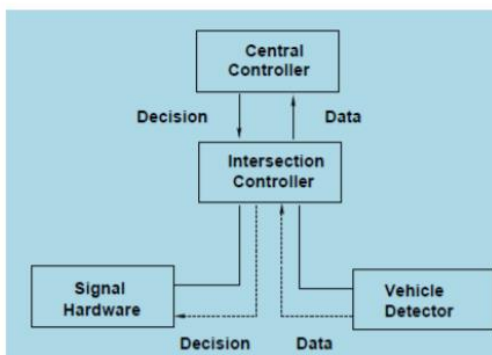 Central
Controller
Decision
Data
Intersection
Controller
Signal
Hardware
Vehicle
Detector
Decision
Data